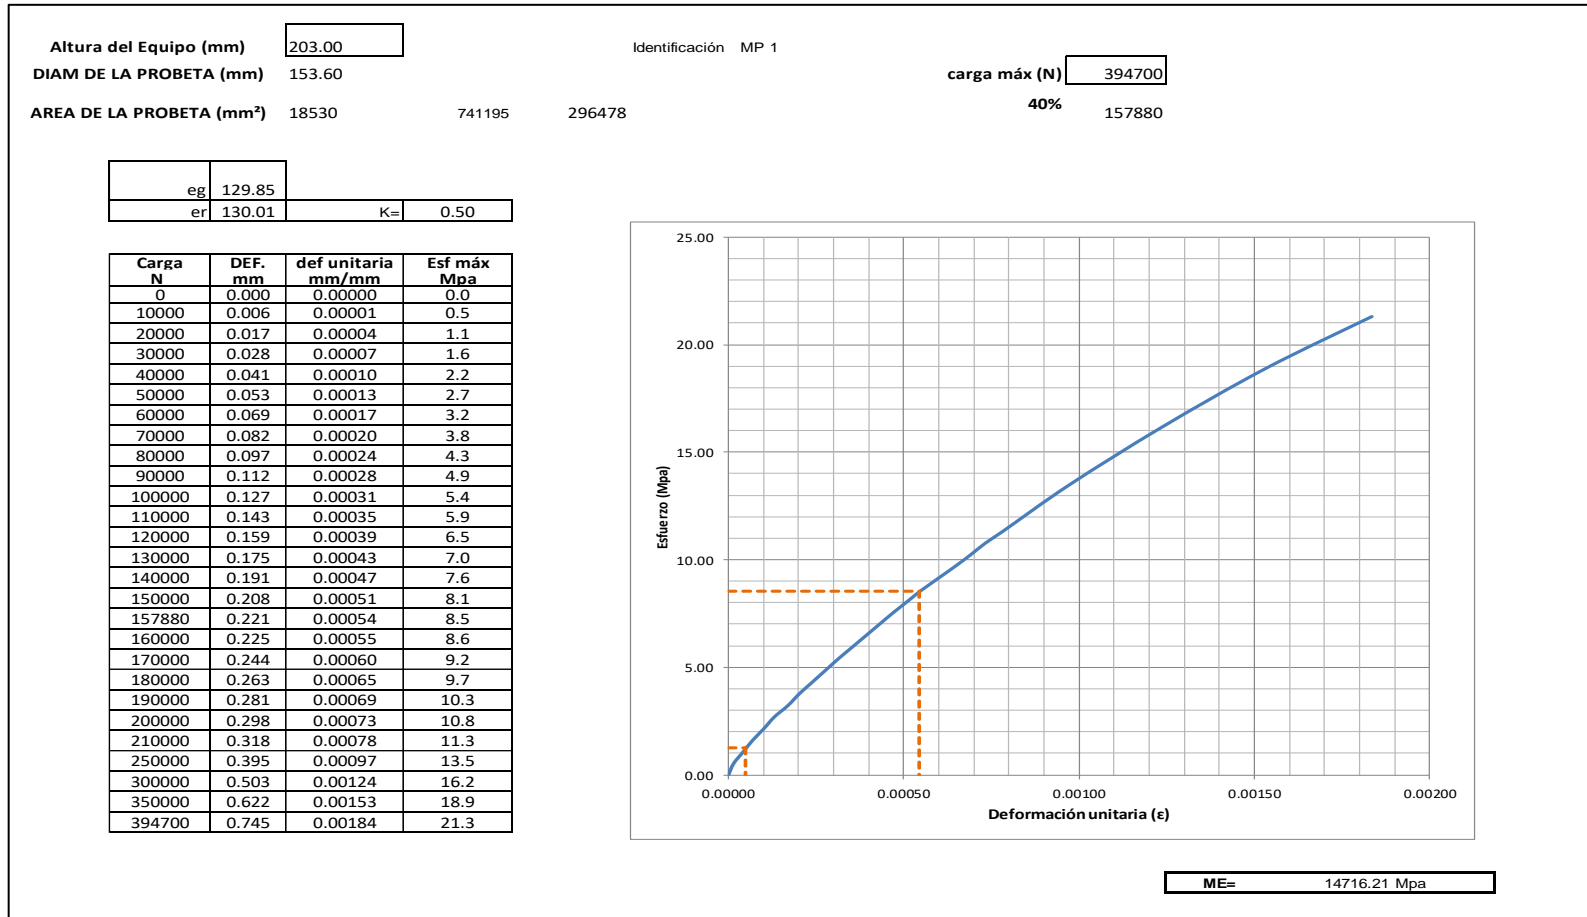 Altura del Equipo (mm) 203.00 Identificación MP 1
DIAM DE LA PROBETA (mm) 153.60 carga máx (N) 394700
AREA DE LA PROBETA (mm²) 18530 741195 296478 40% 157880
eg 129.85
er 130.01 K= 0.50
Carga DEF. def unitaria Esf máx
N mm mm/mm Mpa
0 0.000 0.00000 0.0
10000 0.006 0.00001 0.5
20000 0.017 0.00004 1.1
30000 0.028 0.00007 1.6
40000 0.041 0.00010 2.2
50000 0.053 0.00013 2.7
60000 0.069 0.00017 3.2
70000 0.082 0.00020 3.8
80000 0.097 0.00024 4.3
90000 0.112 0.00028 4.9
100000 0.127 0.00031 5.4
110000 0.143 0.00035 5.9
120000 0.159 0.00039 6.5
130000 0.175 0.00043 7.0
140000 0.191 0.00047 7.6
150000 0.208 0.00051 8.1
157880 0.221 0.00054 8.5
160000 0.225 0.00055 8.6
170000 0.244 0.00060 9.2
180000 0.263 0.00065 9.7
190000 0.281 0.00069 10.3
200000 0.298 0.00073 10.8
210000 0.318 0.00078 11.3
250000 0.395 0.00097 13.5
300000 0.503 0.00124 16.2
350000 0.622 0.00153 18.9
394700 0.745 0.00184 21.3
25.00
20.00
15.00
10.00
5.00
0.00
Esfuerzo (Mpa)
0.00000 0.00050 0.00100 0.00150 0.00200
Deformación unitaria (ε)
ME= 14716.21 Mpa